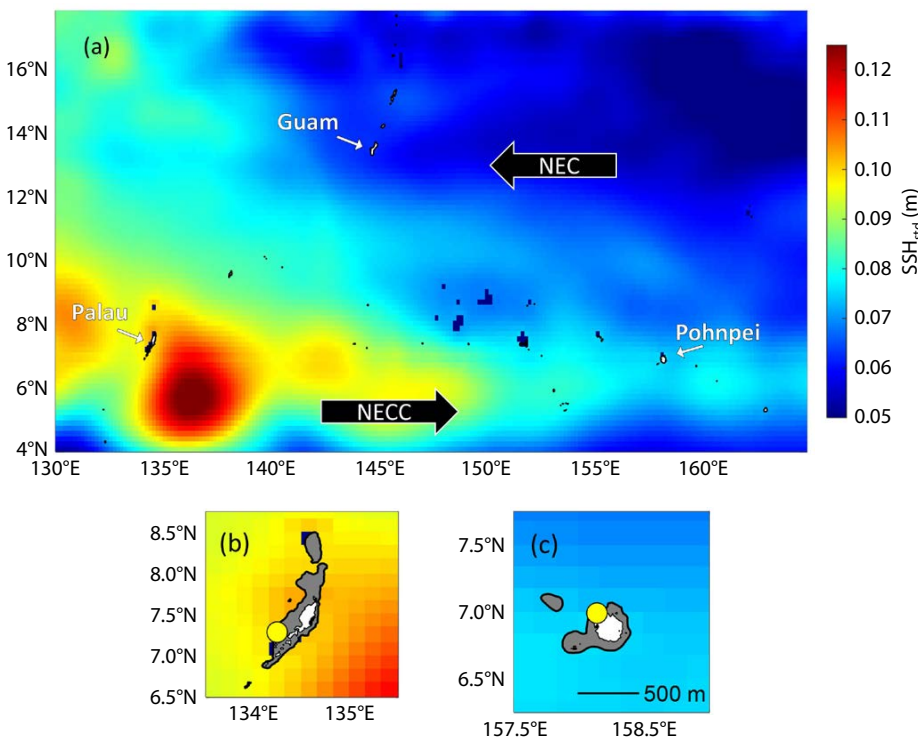 (a)
16°N
14°N
12°N
10°N
8°N
6°N
4°N
130°E
135°E
140°E
145°E
150°E
155°E
160°E
Guam
NEC
Palau
Pohnpei
NECC
0.12
0.11
0.10
0.09
0.08
0.07
0.06
0.05
SSHstd (m)
(b)
8.5°N
8.0°N
7.5°N
7.0°N
6.5°N
134°E
135°E
(c)
7.5°N
7.0°N
6.5°N
500 m
157.5°E
158.5°E